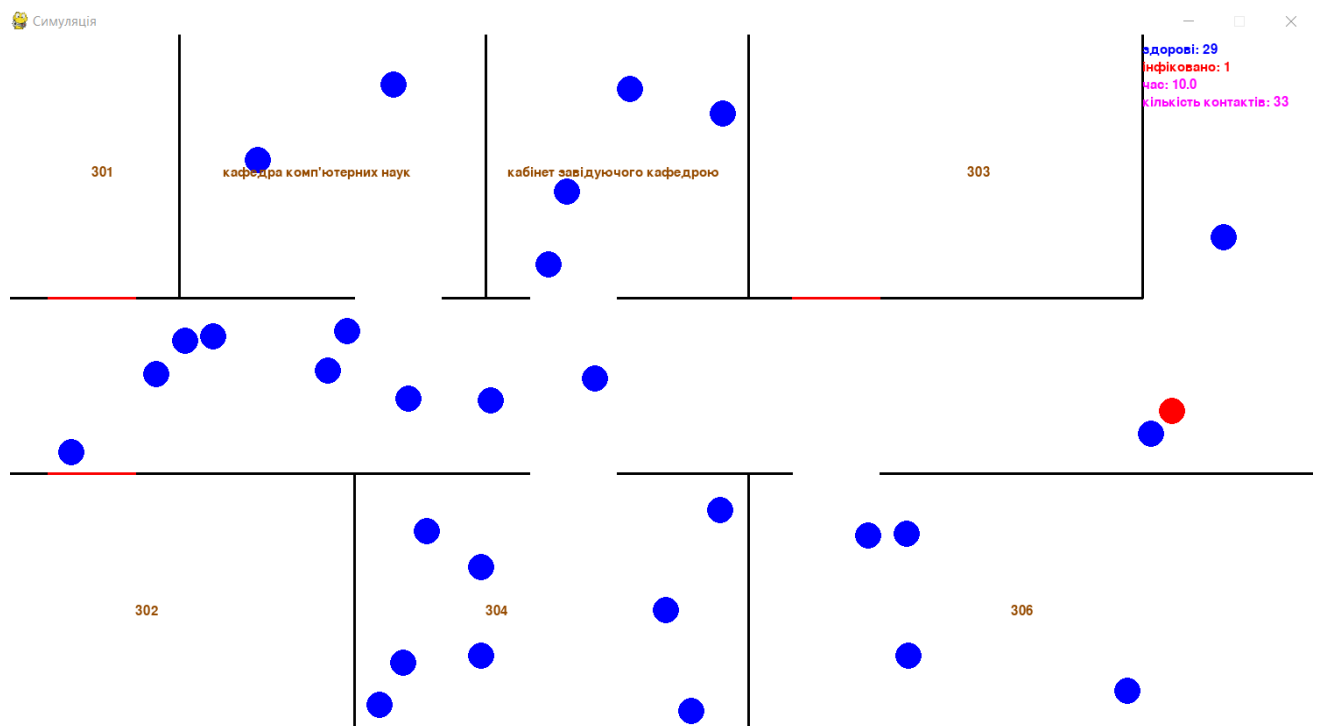 Симуляція
здорові: 29
інфіковано: 1
час: 10.0
кількість контактів: 33
301
кафедра комп'ютерних наук
кабінет завідуючого кафедрою
303
302
304
306